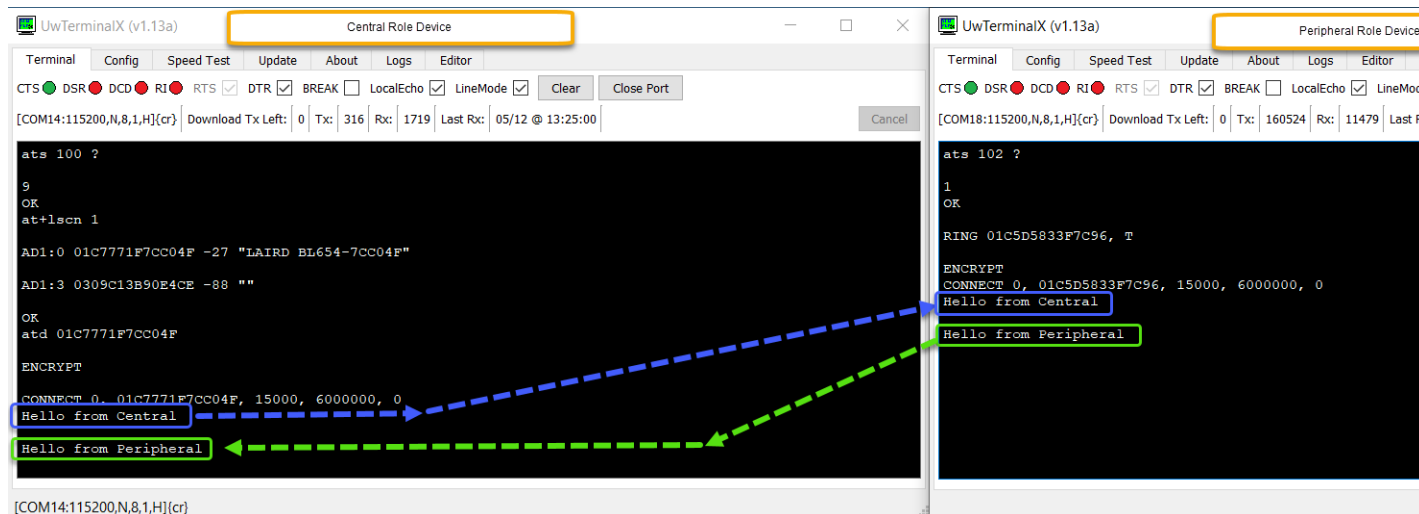 UwTerminalX (v1.13a)
Central Role Device
Terminal Config Speed Test Update About Logs Editor
CTS DSR DCD RI RTS DTR BREAK LocalEcho LineMode Clear Close Port
[COM14:115200,N,8,1,H]{cr} Download Tx Left: 0 Tx: 316 Rx: 1719 Last Rx: 05/12 @ 13:25:00 Cancel
ats 100 ?
9
OK
at+lscn 1
AD1:0 01C7771F7CC04F -27 "LAIRD BL654-7CC04F"
AD1:3 0309C13B90E4CE -88 ""
OK
atd 01C7771F7CC04F
ENCRYPT
CONNECT 0, 01C7771F7CC04F, 15000, 6000000, 0
Hello from Central
Hello from Peripheral
[COM14:115200,N,8,1,H]{cr}
UwTerminalX (v1.13a)
Peripheral Role Device
Terminal Config Speed Test Update About Logs Editor
CTS DSR DCD RI RTS DTR BREAK LocalEcho LineMod
[COM18:115200,N,8,1,H]{cr} Download Tx Left: 0 Tx: 160524 Rx: 11479 Last R
ats 102 ?
1
OK
RING 01C5D5833F7C96, T
ENCRYPT
CONNECT 0, 01C5D5833F7C96, 15000, 6000000, 0
Hello from Central
Hello from Peripheral